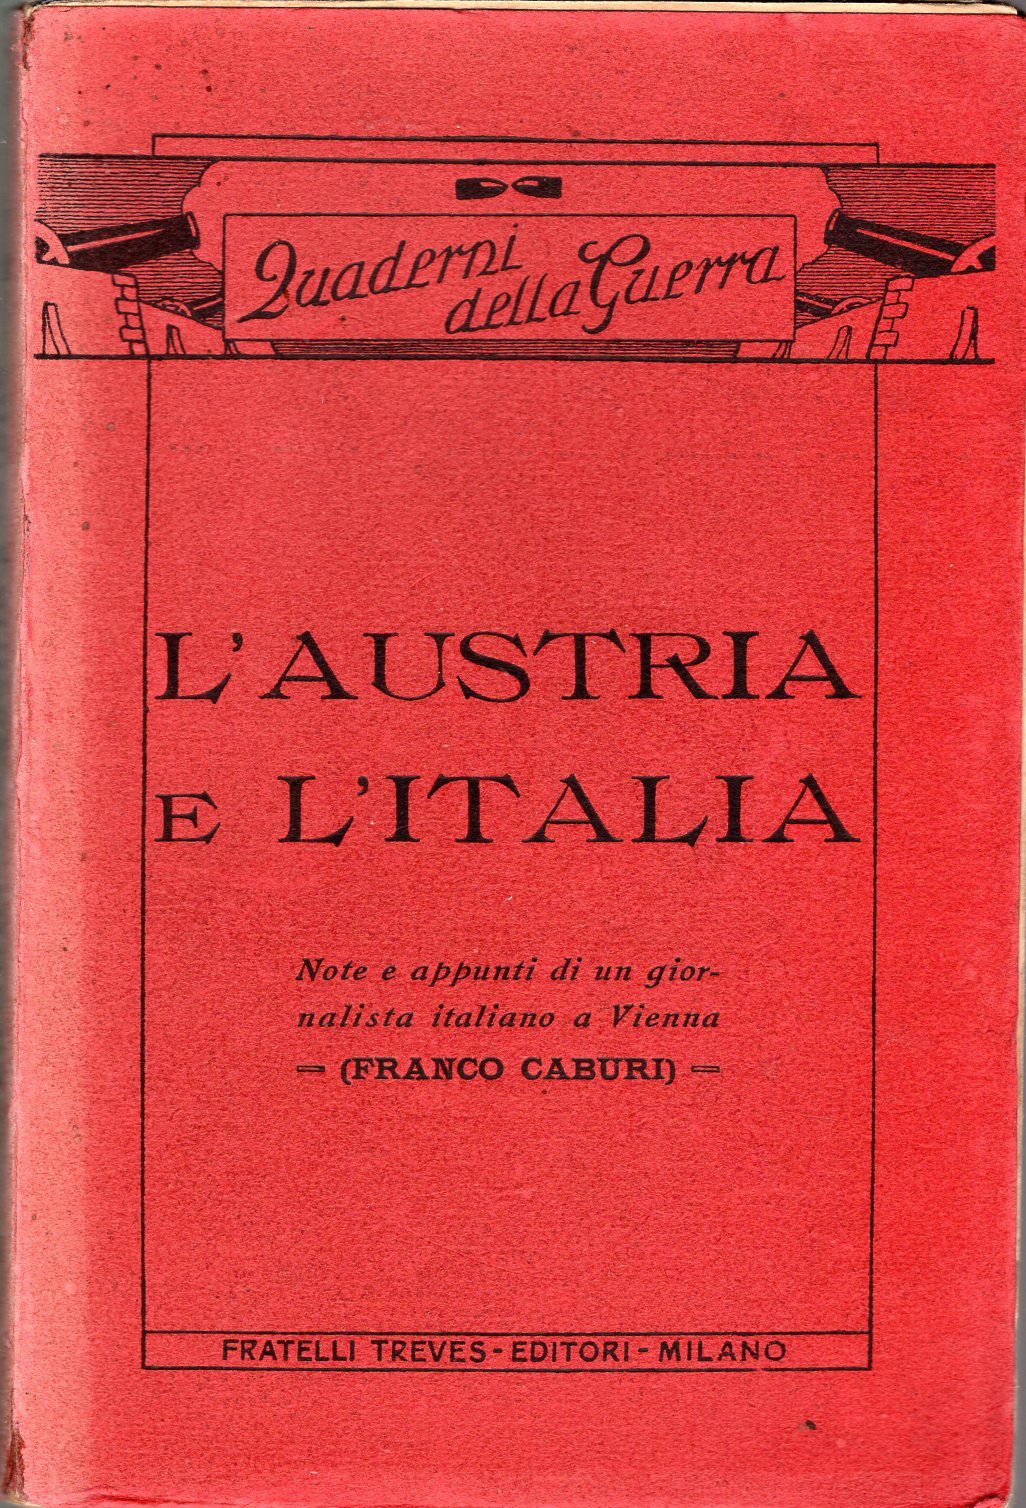 Quaderni
della Guerra
L'AUSTRIA
E L'ITALIA
Note e appunti di un gior-
nalista italiano a Vienna
= (FRANCO CABURI) =
FRATELLI TREVES - EDITORI - MILANO